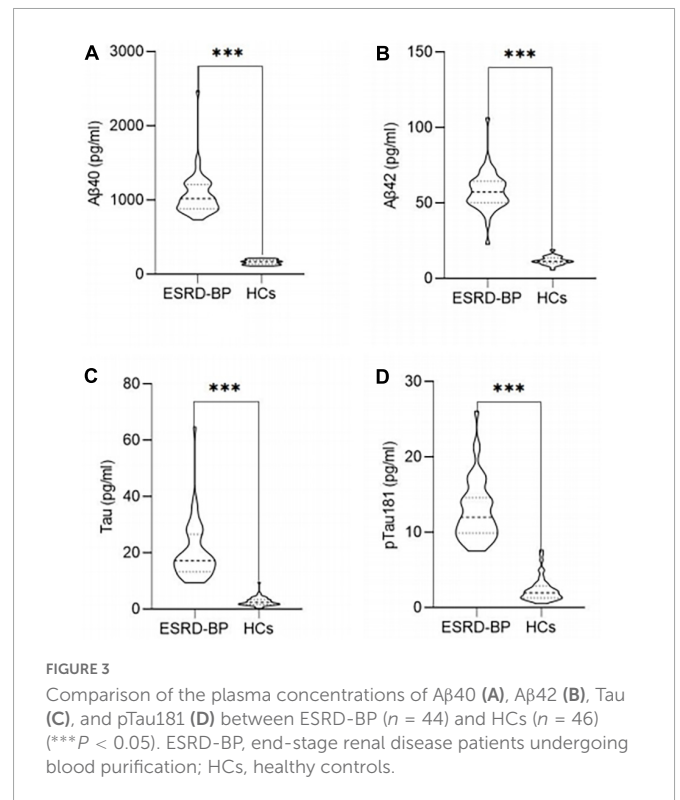 A
3000
2000
1000
0
Aβ40 (pg/ml)
***
ESRD-BP HCs
B
150
100
50
0
Aβ42 (pg/ml)
***
ESRD-BP HCs
C
80
60
40
20
0
Tau (pg/ml)
***
ESRD-BP HCs
D
30
20
10
0
pTau181 (pg/ml)
***
ESRD-BP HCs
FIGURE 3
Comparison of the plasma concentrations of Aβ40 (A), Aβ42 (B), Tau
(C), and pTau181 (D) between ESRD-BP (n = 44) and HCs (n = 46)
(***P < 0.05). ESRD-BP, end-stage renal disease patients undergoing
blood purification; HCs, healthy controls.